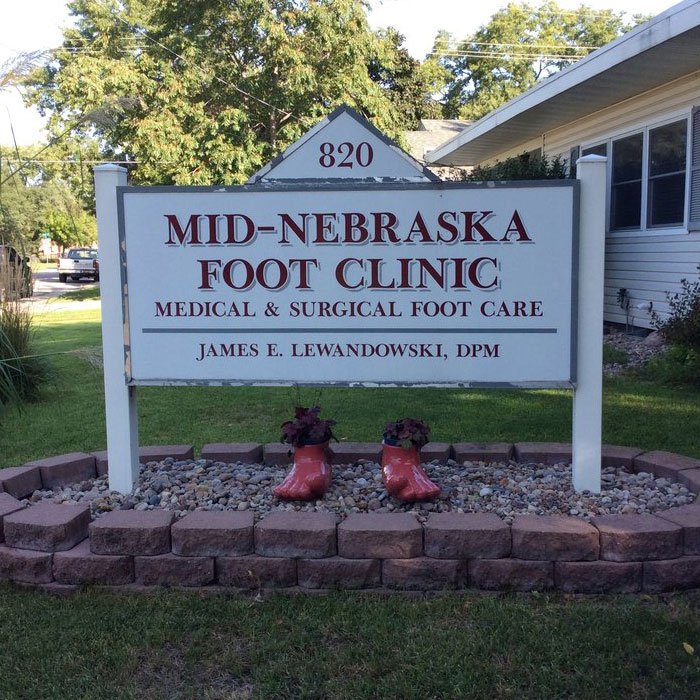 820
MID-NEBRASKA
FOOT CLINIC
MEDICAL & SURGICAL FOOT CARE
JAMES E. LEWANDOWSKI, DPM